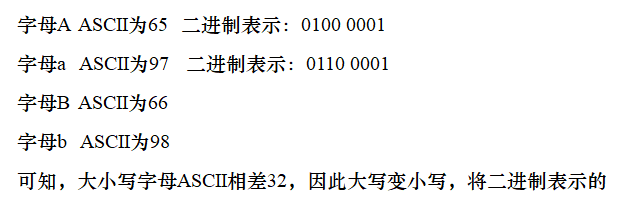 字母A ASCII为65 二进制表示：0100 0001
字母a ASCII为97 二进制表示：0110 0001
字母B ASCII为66
字母b ASCII为98
可知，大小写字母ASCII相差32，因此大写变小写，将二进制表示的